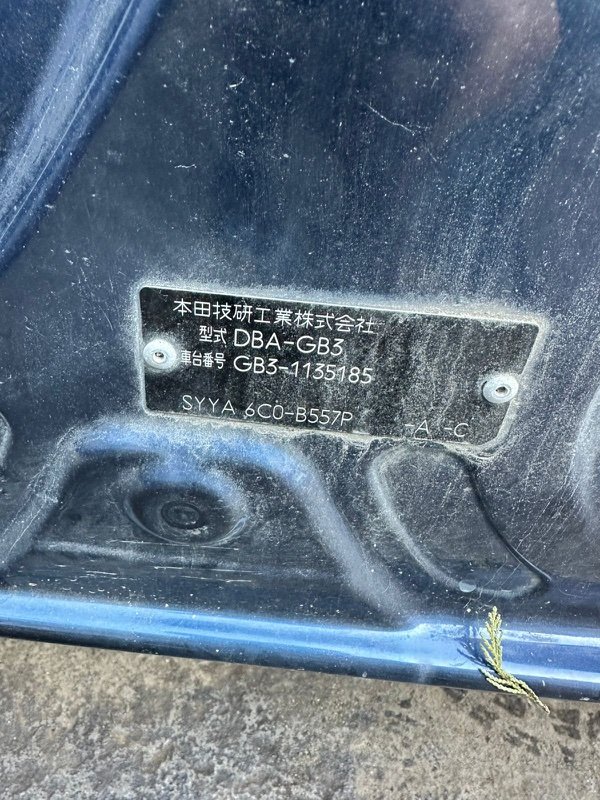 本田技研工業株式会社
型式 DBA-GB3
車台番号 GB3-1135185
SYYA 6C0-B557P -A -C